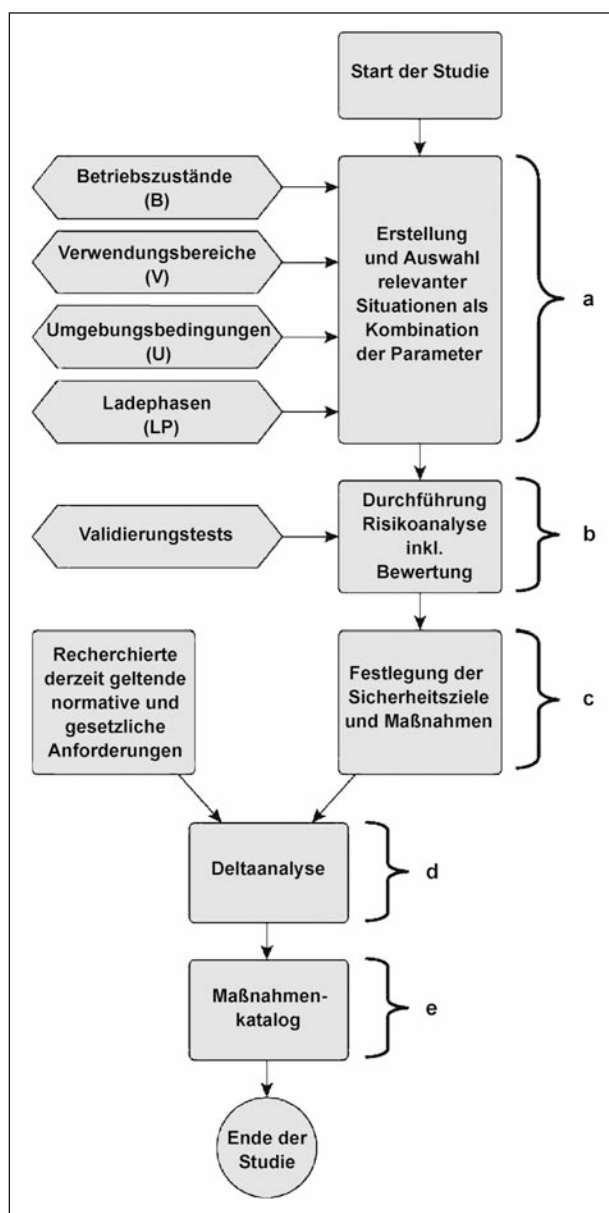 Start der Studie
Betriebszustände
(B)
Verwendungsbereiche
(V)
Umgebungsbedingungen
(U)
Ladephasen
(LP)
Erstellung
und Auswahl
relevanter
Situationen als
Kombination
der Parameter
a
Validierungstests
Durchführung
Risikoanalyse
inkl.
Bewertung
b
Recherchierte
derzeit geltende
normative und
gesetzliche
Anforderungen
Festlegung der
Sicherheitsziele
und Maßnahmen
c
Deltaanalyse
d
Maßnahmen-
katalog
e
Ende der
Studie